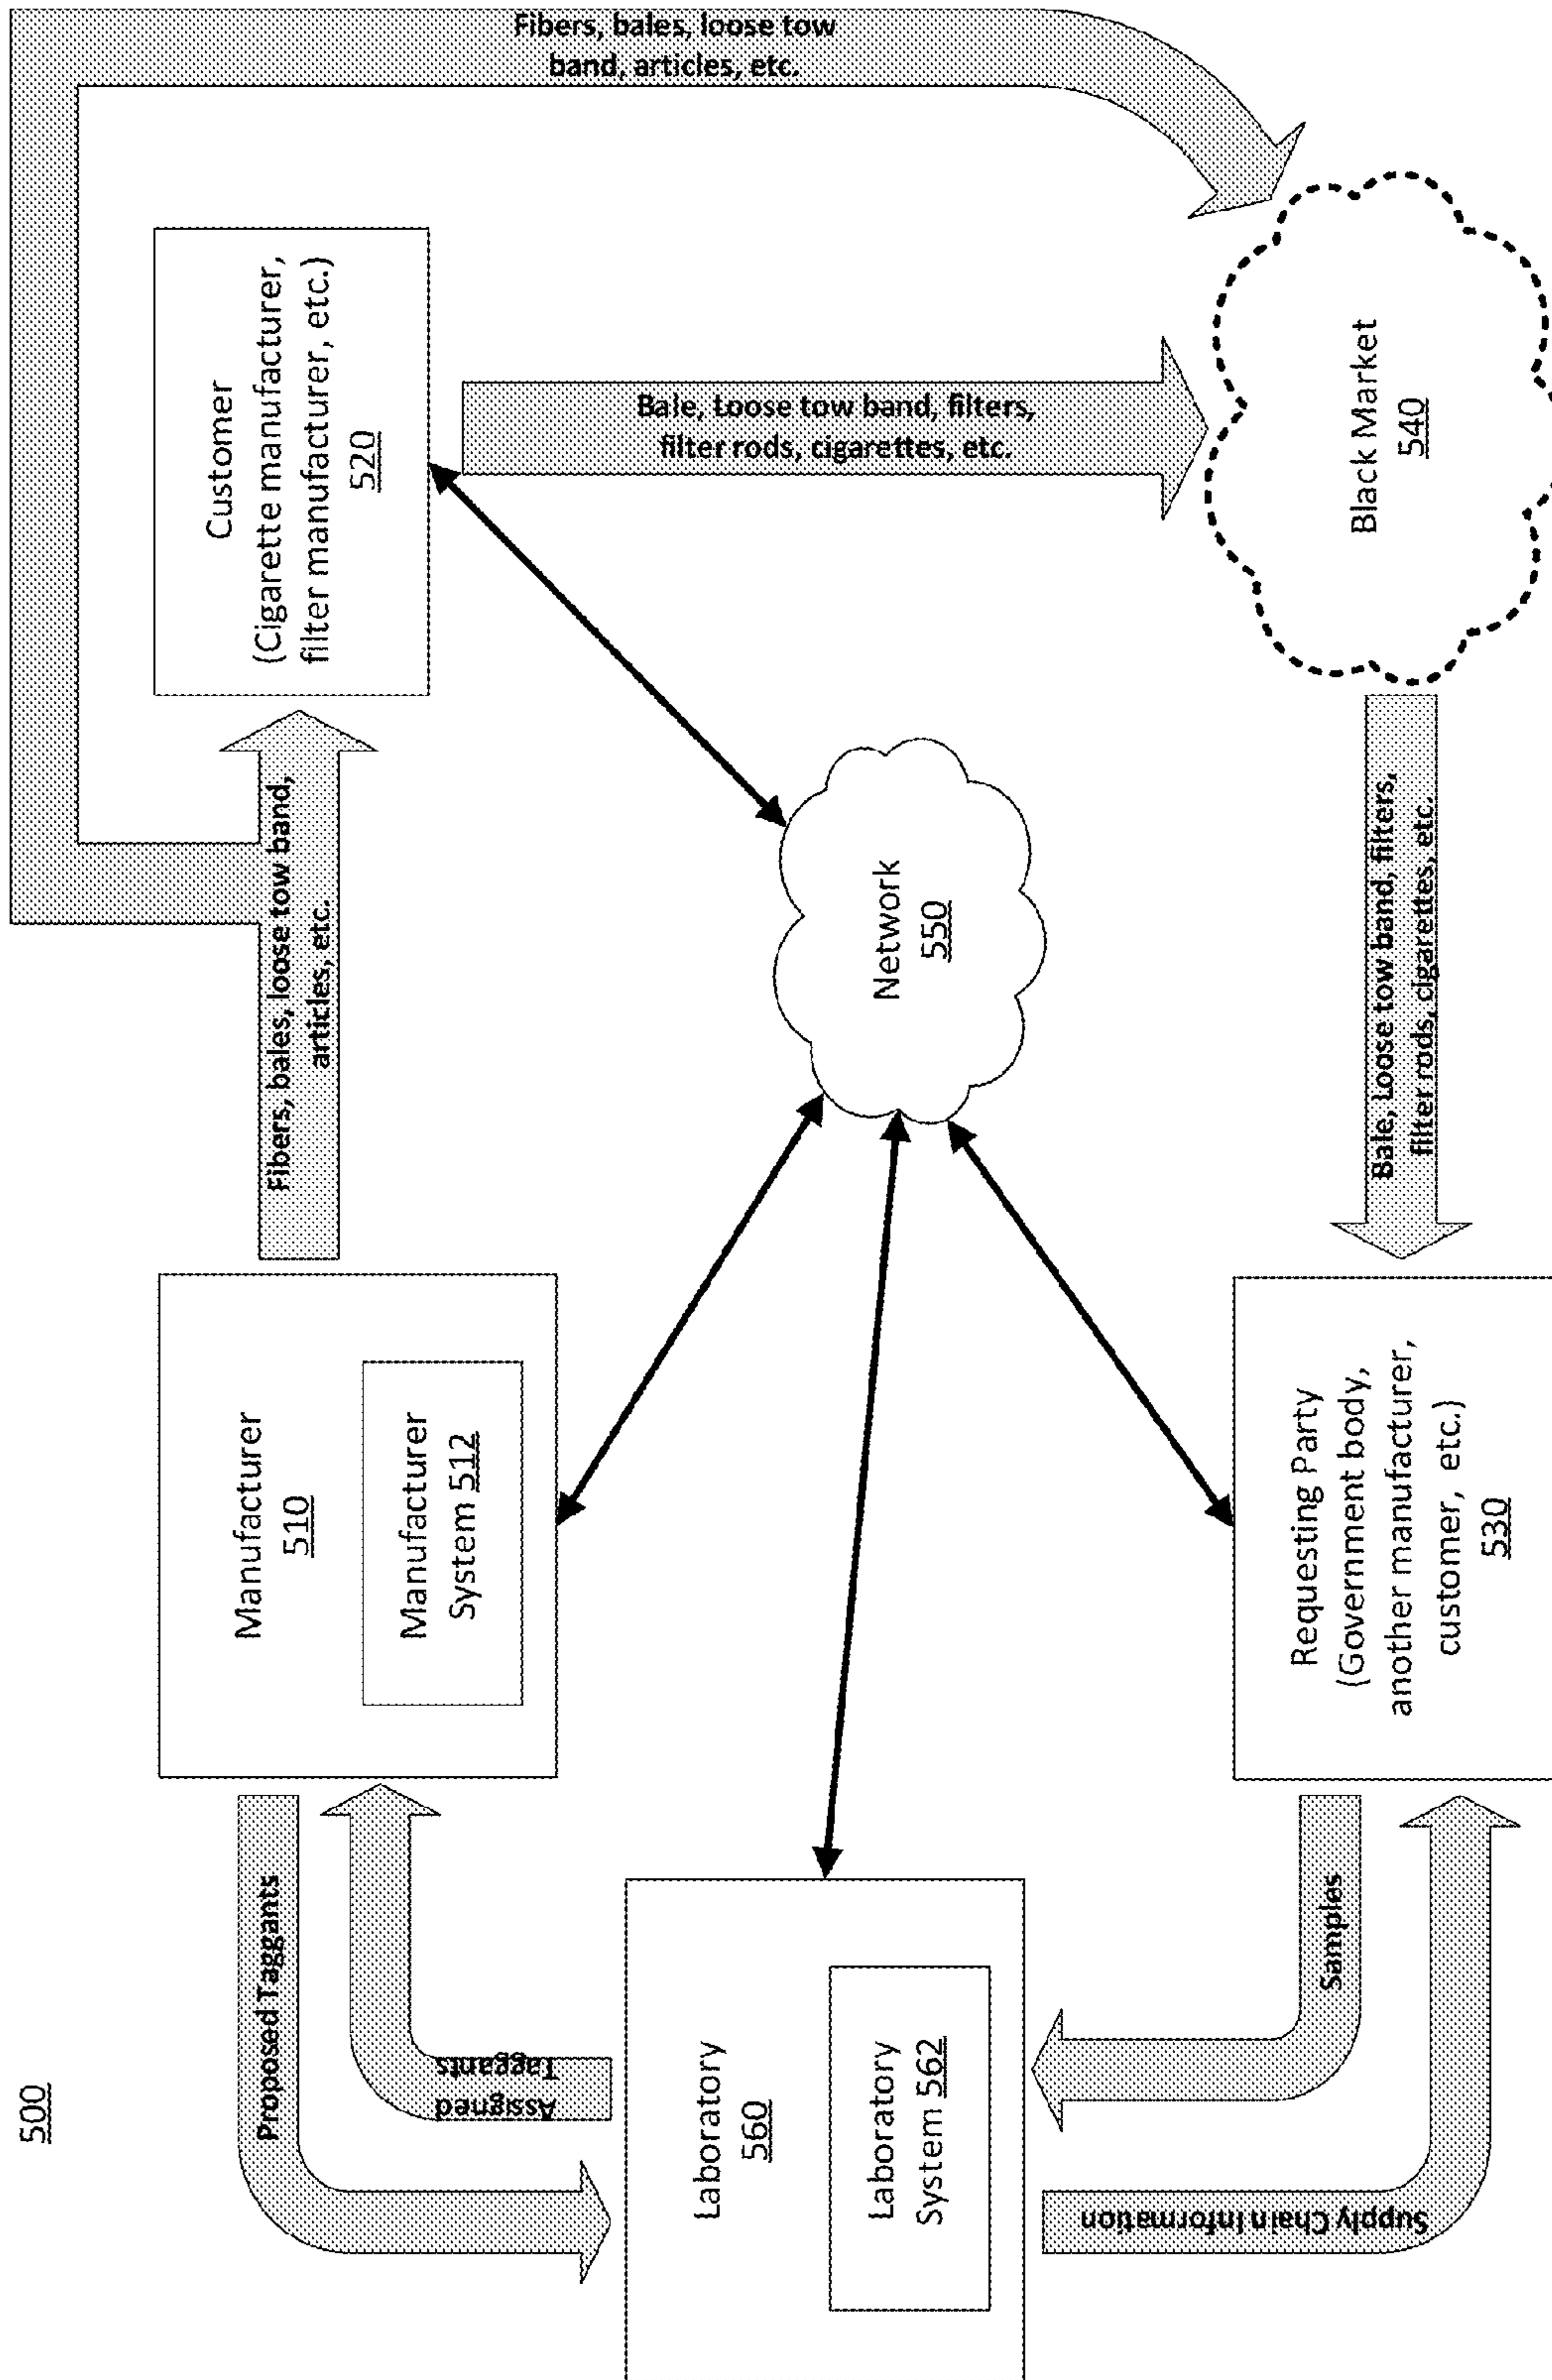 500
Proposed Taggants
Assigned
Taggants
Laboratory
560
Laboratory
System 562
Supply Chain Information
Samples
Manufacturer
510
Manufacturer
System 512
Requesting Party
(Government body,
another manufacturer,
customer, etc.)
530
Fibers, bales, loose tow band,
articles, etc.
Network
550
Bale, Loose tow band, filters,
filter rods, cigarettes, etc.
Customer
(Cigarette manufacturer,
filter manufacturer, etc.)
520
Bale, Loose tow band, filters,
filter rods, cigarettes, etc.
Black Market
540
Fibers, bales, loose tow
band, articles, etc.